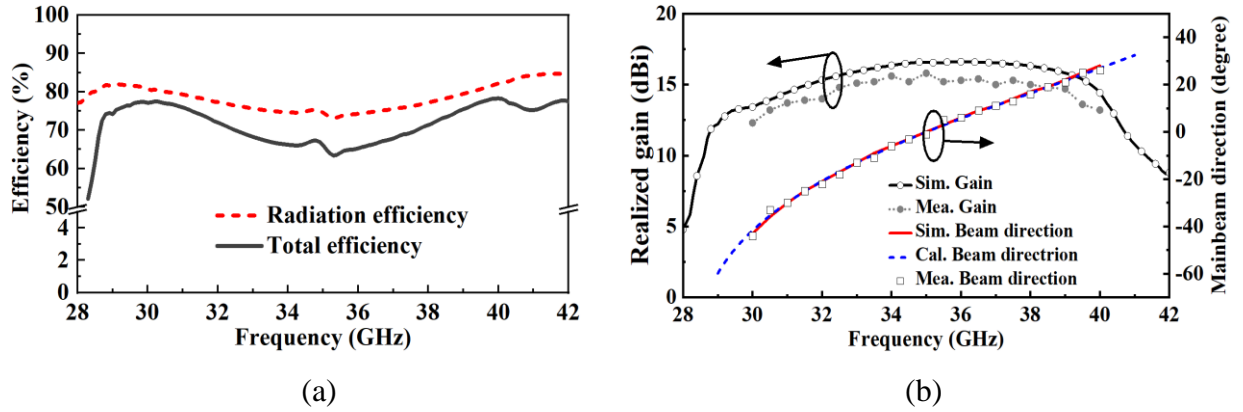 100
90
80
70
60
50
4
2
0
Efficiency (%)
Radiation efficiency
Total efficiency
28 30 32 34 36 38 40 42
Frequency (GHz)
(a)
20
15
10
5
0
Realized gain (dBi)
Sim. Gain
Mea. Gain
Sim. Beam direction
Cal. Beam directrion
Mea. Beam direction
40
20
0
-20
-40
-60
Mainbeam direction (degree)
28 30 32 34 36 38 40 42
Frequency (GHz)
(b)